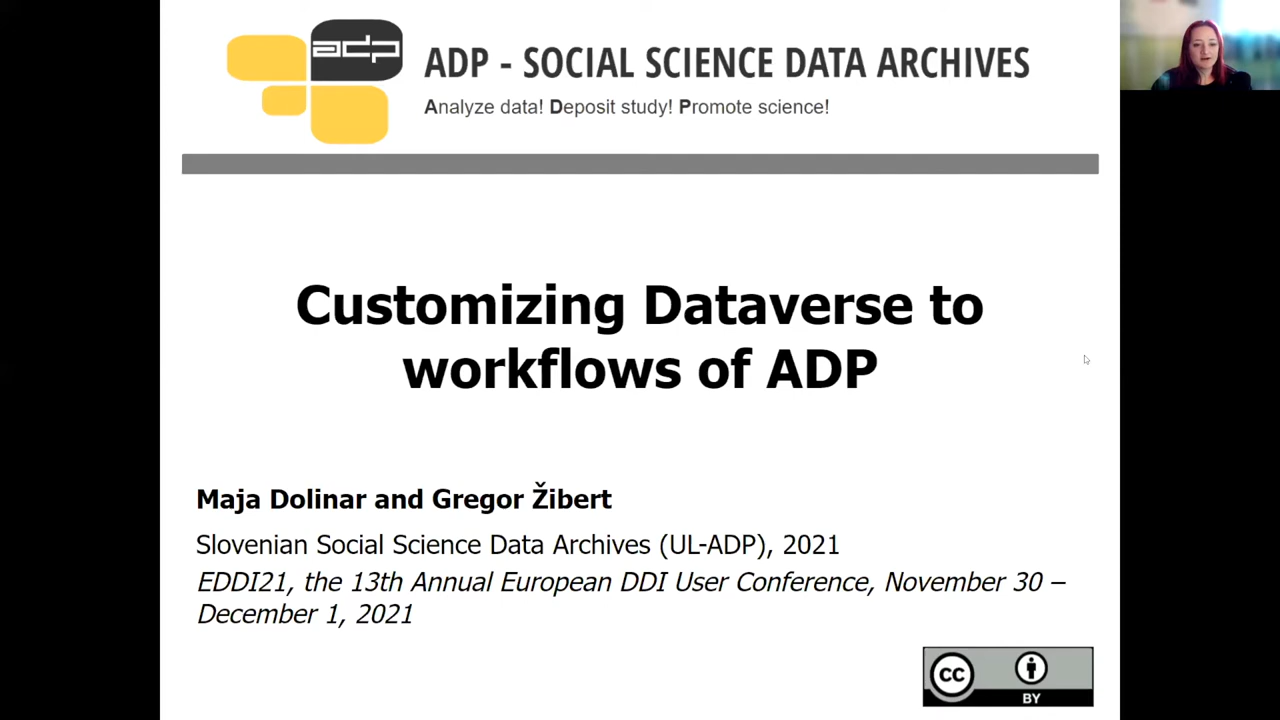 adp
ADP - SOCIAL SCIENCE DATA ARCHIVES
Analyze data! Deposit study! Promote science!
Customizing Dataverse to
workflows of ADP
Maja Dolinar and Gregor Žibert
Slovenian Social Science Data Archives (UL-ADP), 2021
EDDI21, the 13th Annual European DDI User Conference, November 30 –
December 1, 2021
CC
BY